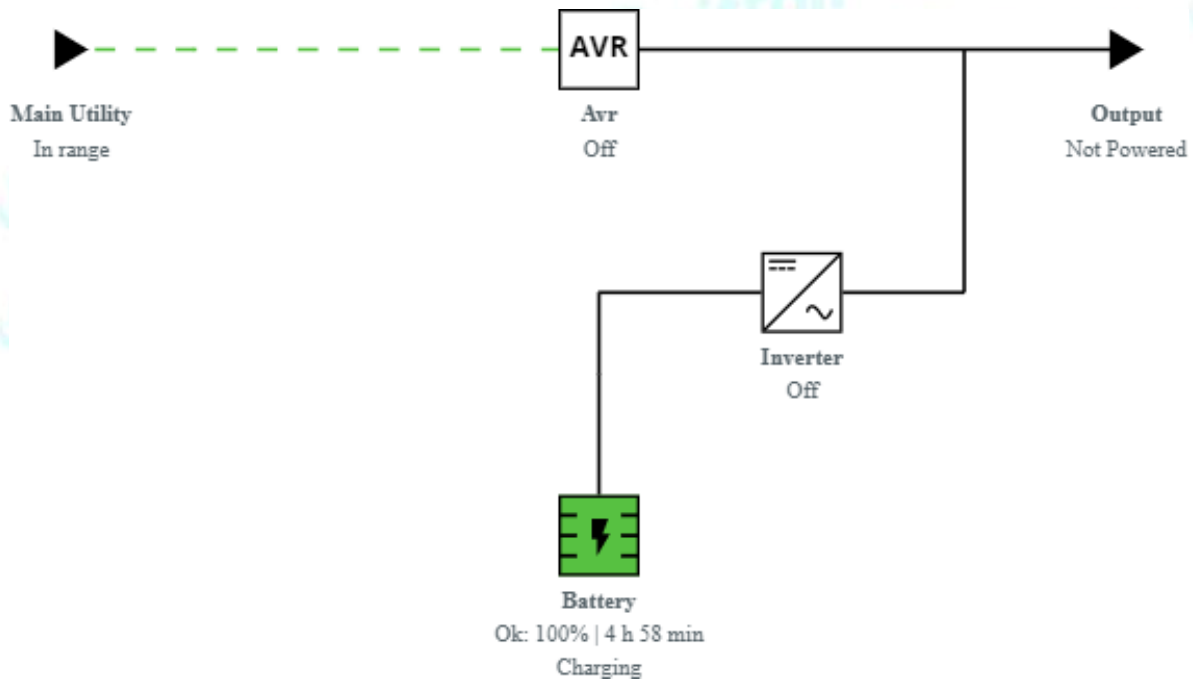 AVR
Main Utility
In range
Avr
Off
Output
Not Powered
Inverter
Off
Battery
Ok: 100% | 4 h 58 min
Charging